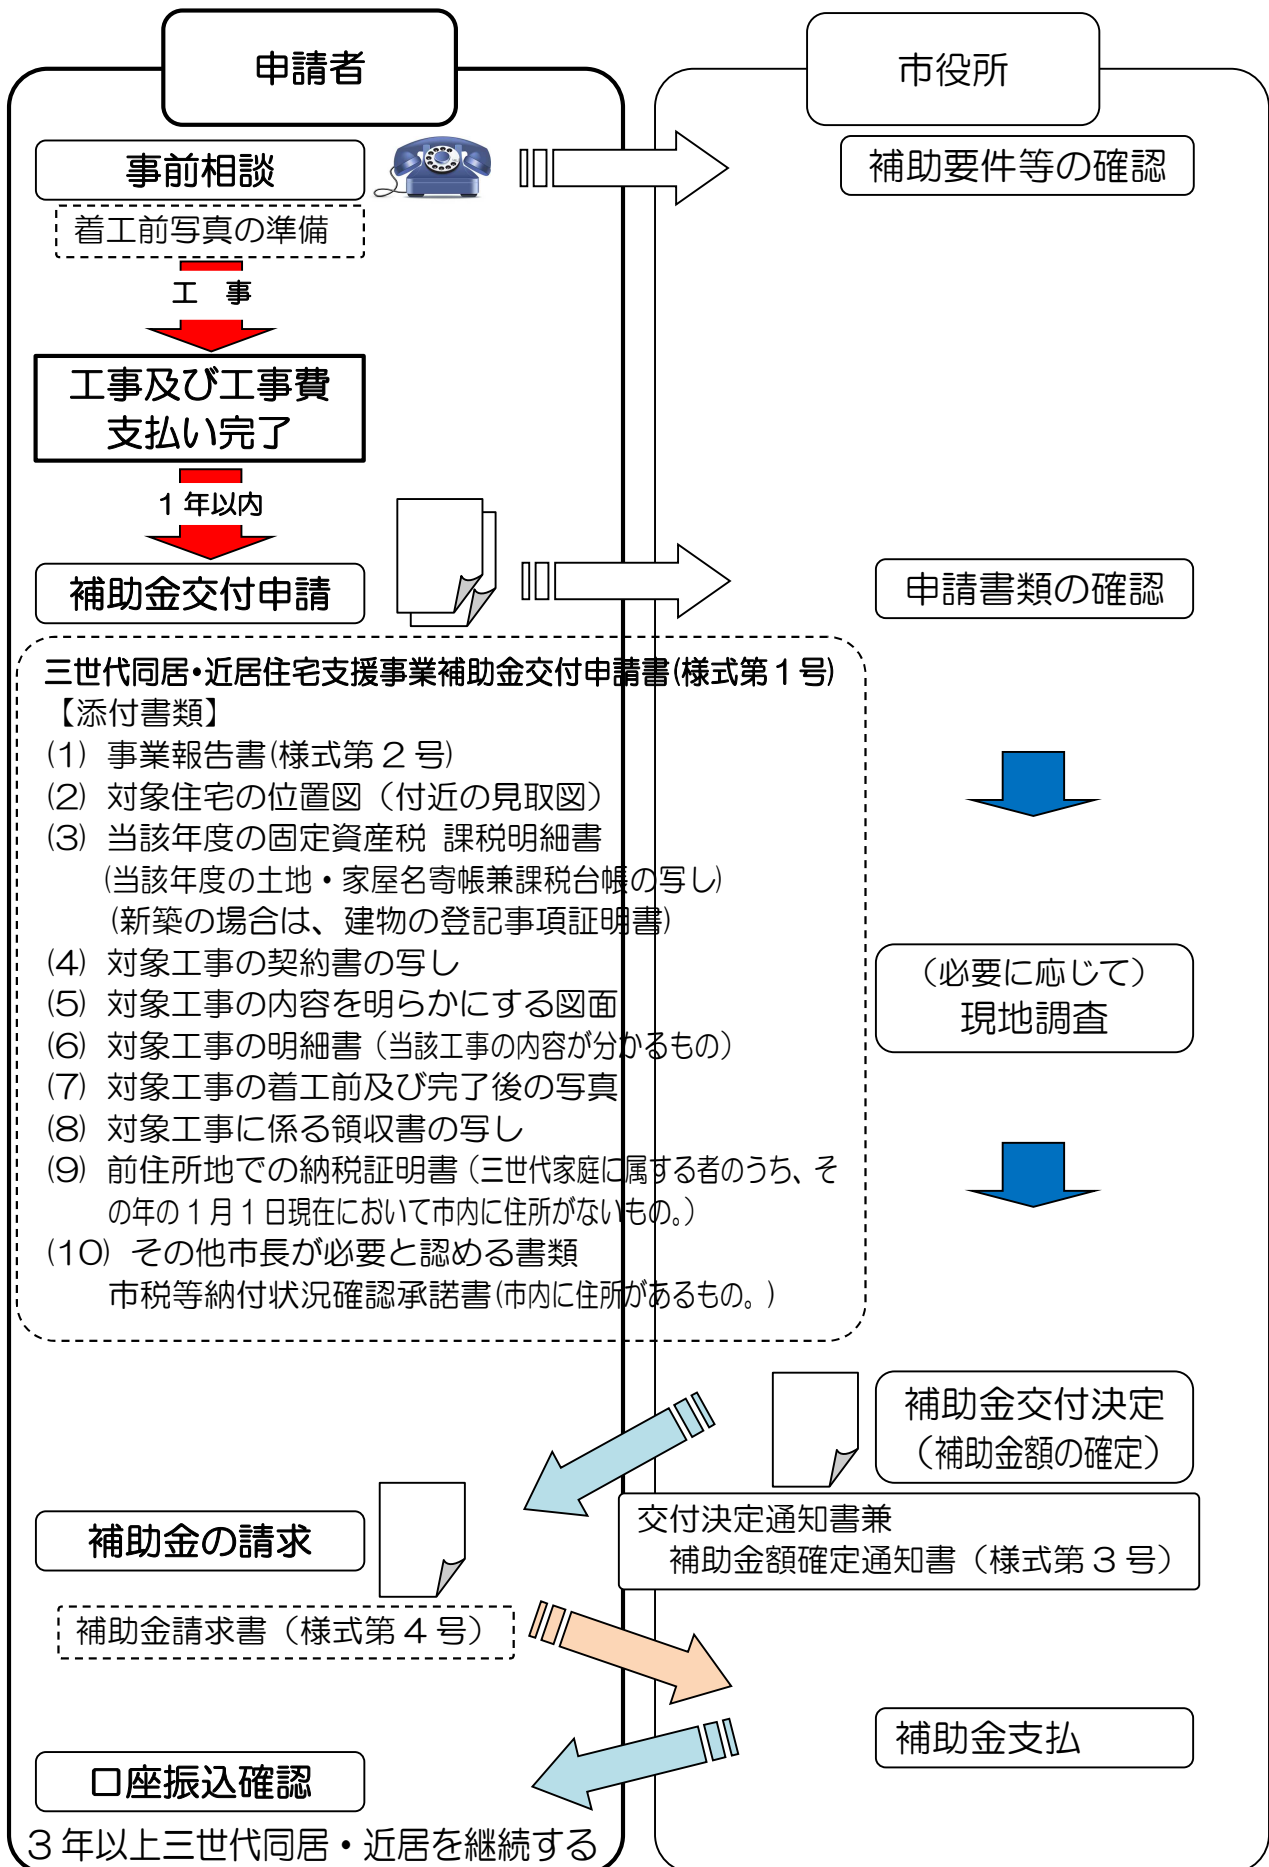 申請者
市役所
事前相談
補助要件等の確認
着工前写真の準備
工　事
工事及び工事費
支払い完了
1年以内
補助金交付申請
申請書類の確認
三世代同居・近居住宅支援事業補助金交付申請書(様式第1号)
【添付書類】
(1) 事業報告書(様式第2号)
(2) 対象住宅の位置図（付近の見取図）
(3) 当該年度の固定資産税 課税明細書
(当該年度の土地・家屋名寄帳兼課税台帳の写し)
(新築の場合は、建物の登記事項証明書)
(4) 対象工事の契約書の写し
(5) 対象工事の内容を明らかにする図面
(6) 対象工事の明細書（当該工事の内容が分かるもの）
(7) 対象工事の着工前及び完了後の写真
(8) 対象工事に係る領収書の写し
(9) 前住所地での納税証明書（三世代家庭に属する者のうち、そ
の年の1月1日現在において市内に住所がないもの。）
(10) その他市長が必要と認める書類
市税等納付状況確認承諾書(市内に住所があるもの。)
（必要に応じて）
現地調査
補助金交付決定
（補助金額の確定）
交付決定通知書兼
補助金額確定通知書（様式第3号）
補助金の請求
補助金請求書（様式第4号）
補助金支払
口座振込確認
3年以上三世代同居・近居を継続する